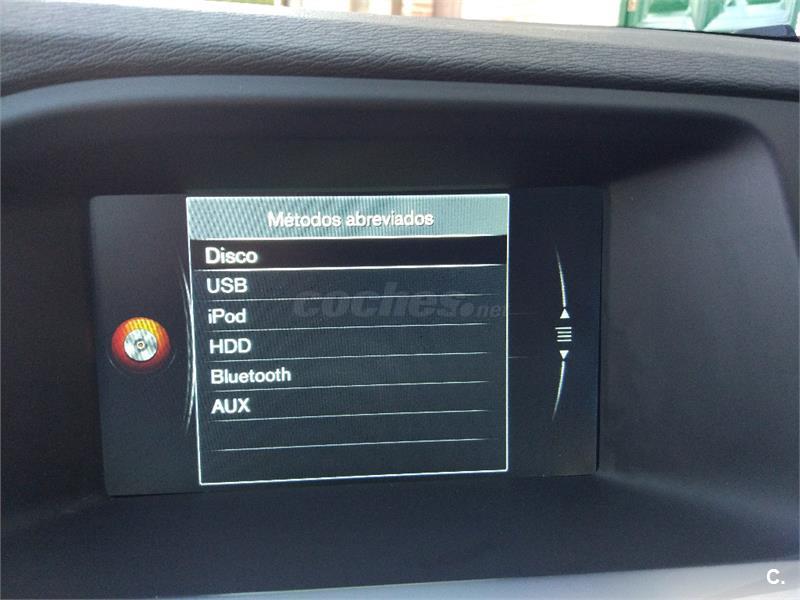 Métodos abreviados
Disco
USB
coches.net
iPod
HDD
Bluetooth
AUX
C.